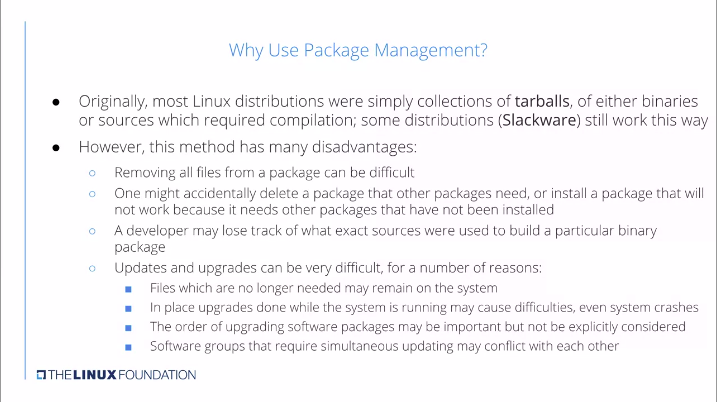 Why Use Package Management?
● Originally, most Linux distributions were simply collections of tarballs, of either binaries
or sources which required compilation; some distributions (Slackware) still work this way
● However, this method has many disadvantages:
○ Removing all files from a package can be difficult
○ One might accidentally delete a package that other packages need, or install a package that will
not work because it needs other packages that have not been installed
○ A developer may lose track of what exact sources were used to build a particular binary
package
○ Updates and upgrades can be very difficult, for a number of reasons:
■ Files which are no longer needed may remain on the system
■ In place upgrades done while the system is running may cause difficulties, even system crashes
■ The order of upgrading software packages may be important but not be explicitly considered
■ Software groups that require simultaneous updating may conflict with each other
THE LINUX FOUNDATION